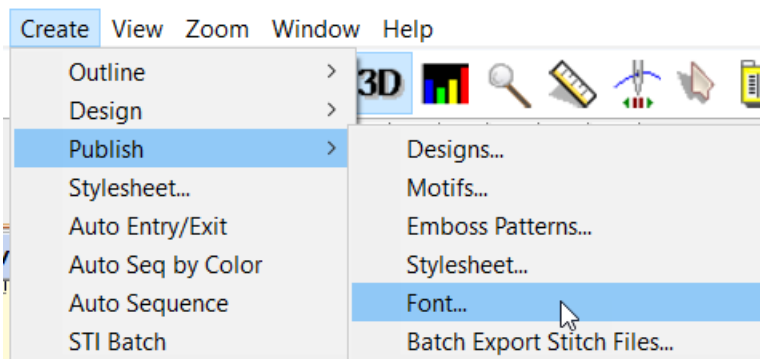 Create View Zoom Window Help
Outline
Design
Publish
Stylesheet...
Auto Entry/Exit
Auto Seq by Color
Auto Sequence
STI Batch
3D
Designs...
Motifs...
Emboss Patterns...
Stylesheet...
Font...
Batch Export Stitch Files...